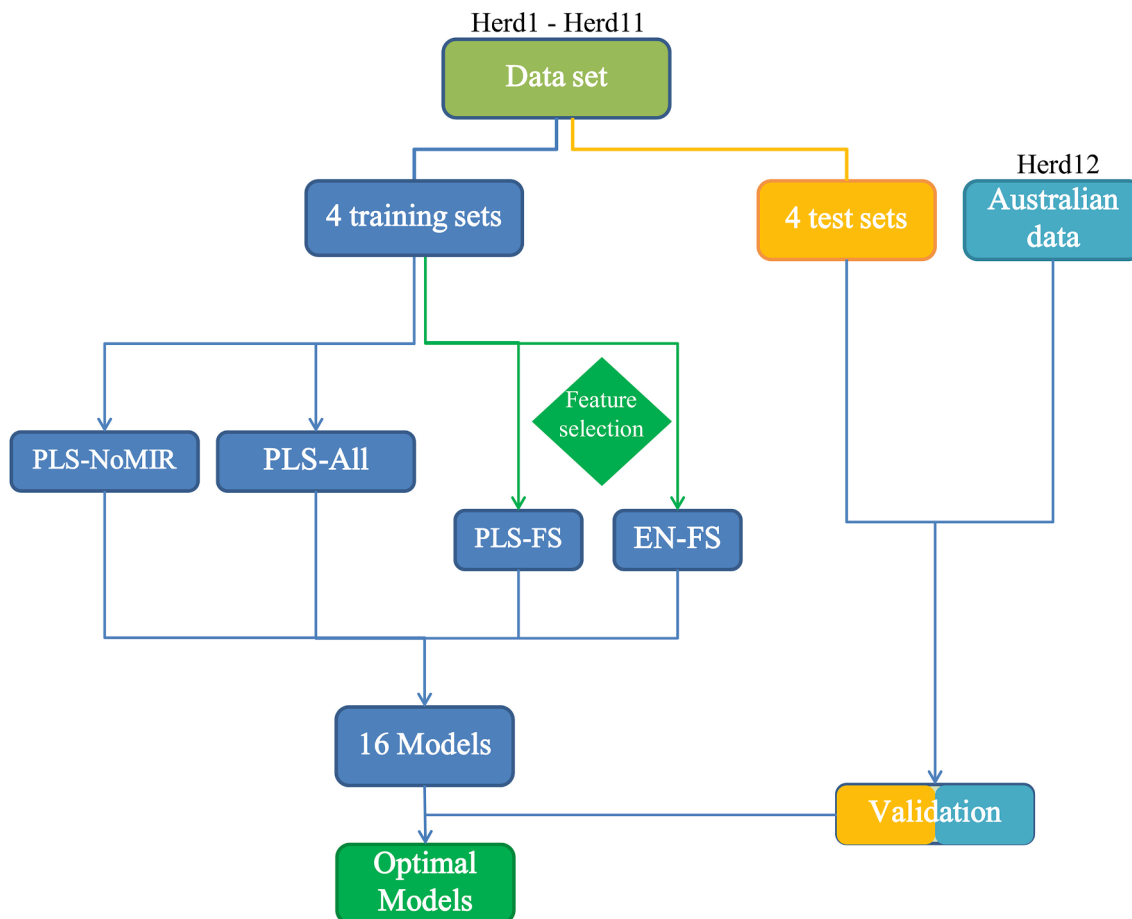 Herd1 - Herd11
Data set
Herd12
4 training sets
4 test sets
Australian
data
Feature
selection
PLS-NoMIR
PLS-All
PLS-FS
EN-FS
16 Models
Validation
Optimal
Models